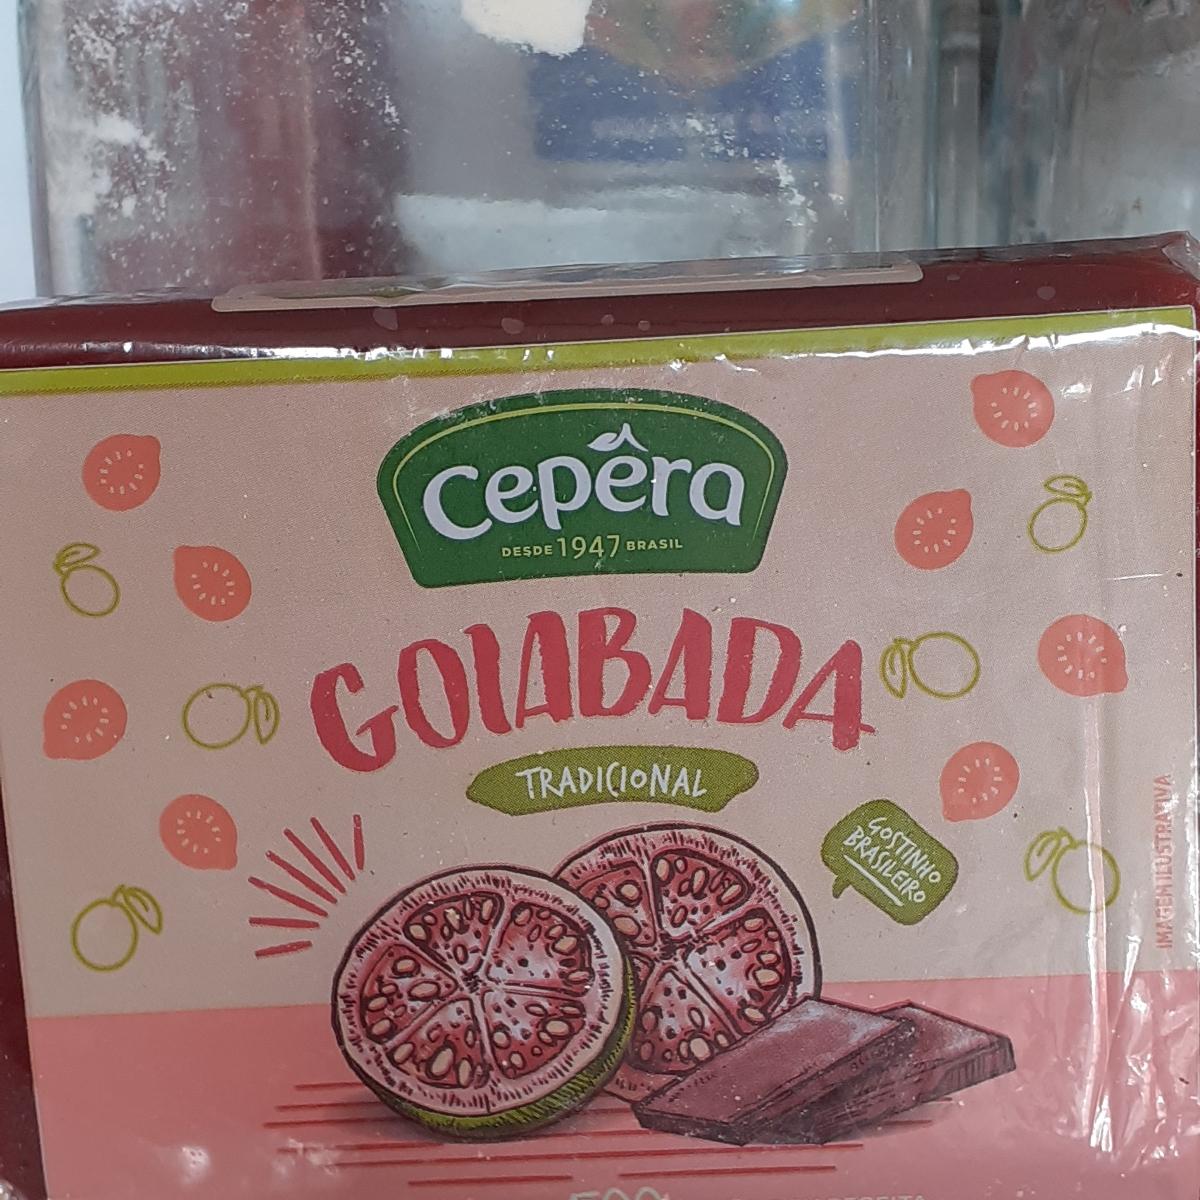 cepêra
DESDE 1947 BRASIL
GOIABADA
TRADICIONAL
GOSTINHO
BRASILEIRO
IMAGEM ILUSTRATIVA